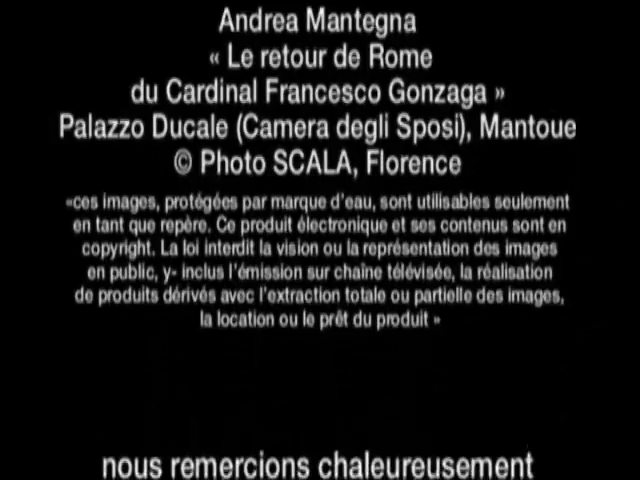 Andrea Mantegna
« Le retour de Rome
du Cardinal Francesco Gonzaga »
Palazzo Ducale (Camera degli Sposi), Mantoue
© Photo SCALA, Florence
«ces images, protégées par marque d'eau, sont utilisables seulement
en tant que repère. Ce produit électronique et ses contenus sont en
copyright. La loi interdit la vision ou la représentation des images
en public, y- inclus l'émission sur chaîne télévisée, la réalisation
de produits dérivés avec l'extraction totale ou partielle des images,
la location ou le prêt du produit »
nous remercions chaleureusement